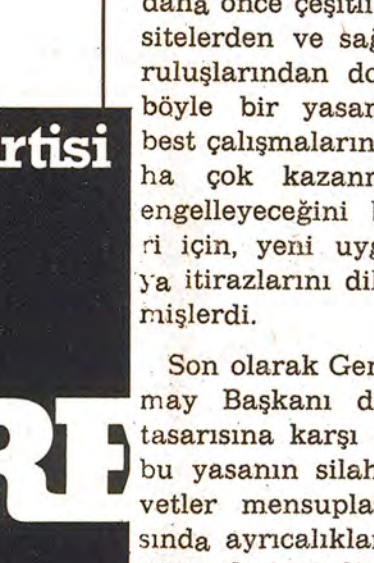 daha önce çeşitli
sitelerden ve sağ
ruluşlarından do
böyle bir yasar
best çalışmaların
ha çok kazanr
engelleyeceğini
ri için, yeni uyg
ya itirazlarını dil
mişlerdi.
Son olarak Ger
may Başkanı d
tasarısına karşı
bu yasanın silah
vetler mensupla
sında ayrıcalıklar
rtisi
RE